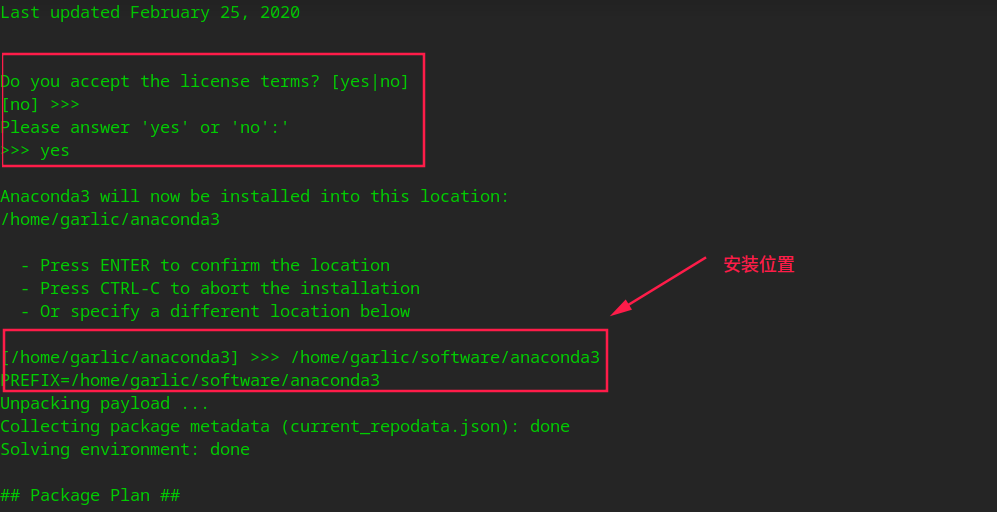 Last updated February 25, 2020
Do you accept the license terms? [yes|no]
[no] >>>
Please answer 'yes' or 'no':'
>>> yes
Anaconda3 will now be installed into this location:
/home/garlic/anaconda3
- Press ENTER to confirm the location
- Press CTRL-C to abort the installation
- Or specify a different location below
安装位置
[/home/garlic/anaconda3] >>> /home/garlic/software/anaconda3
PREFIX=/home/garlic/software/anaconda3
Unpacking payload ...
Collecting package metadata (current_repodata.json): done
Solving environment: done
## Package Plan ##